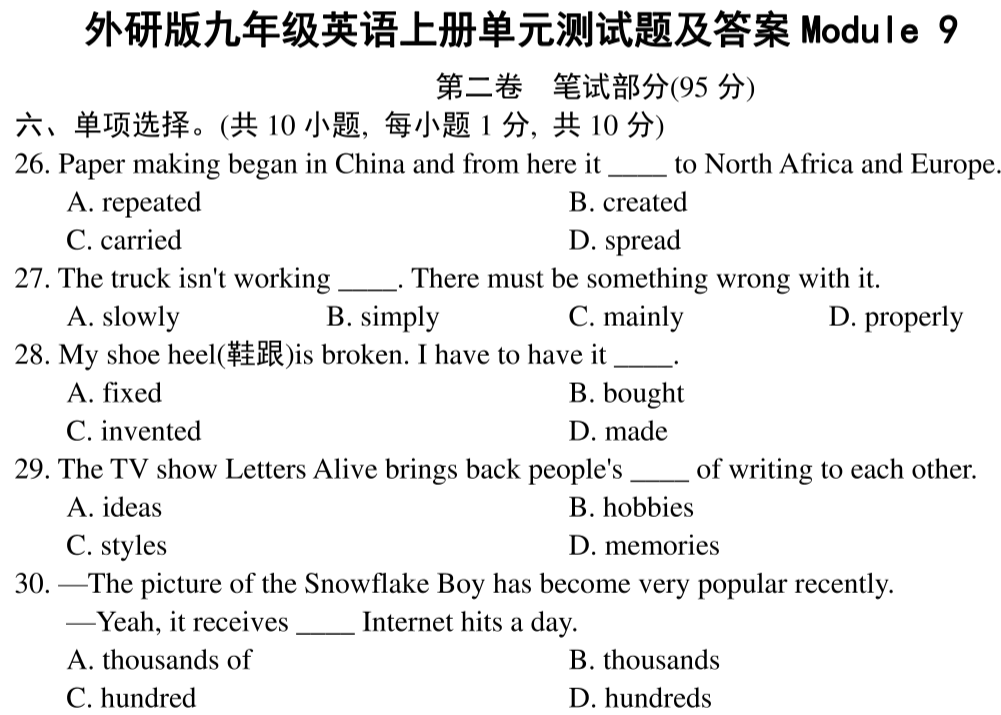 外研版九年级英语上册单元测试题及答案 Module 9
第二卷 笔试部分(95 分)
六、单项选择。(共 10 小题, 每小题 1 分, 共 10 分)
26. Paper making began in China and from here it ____ to North Africa and Europe.
A. repeated B. created
C. carried D. spread
27. The truck isn't working ____. There must be something wrong with it.
A. slowly B. simply C. mainly D. properly
28. My shoe heel(鞋跟)is broken. I have to have it ____.
A. fixed B. bought
C. invented D. made
29. The TV show Letters Alive brings back people's ____ of writing to each other.
A. ideas B. hobbies
C. styles D. memories
30. —The picture of the Snowflake Boy has become very popular recently.
—Yeah, it receives ____ Internet hits a day.
A. thousands of B. thousands
C. hundred D. hundreds